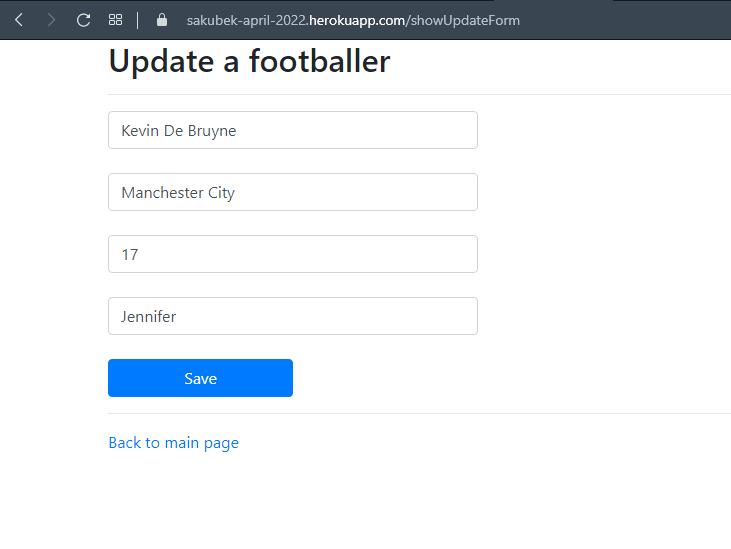 sakubek-april-2022.herokuapp.com/showUpdateForm
Update a footballer
Kevin De Bruyne
Manchester City
17
Jennifer
Save
Back to main page